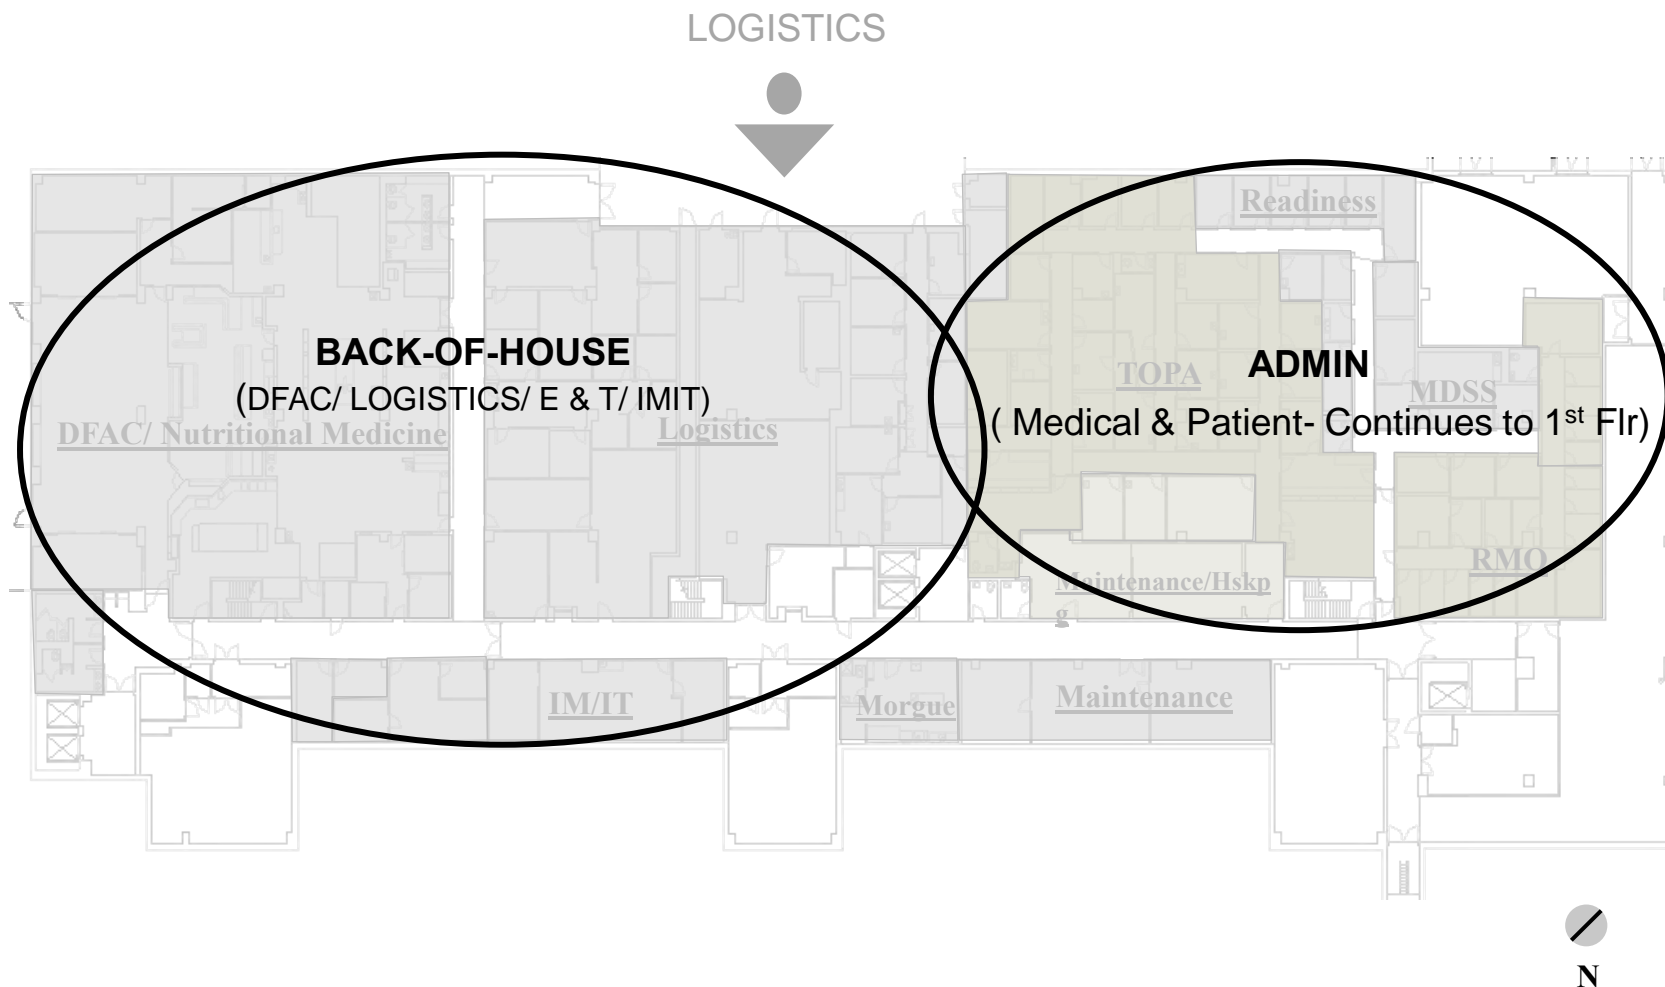 LOGISTICS
Readiness
BACK-OF-HOUSE
(DFAC/ LOGISTICS/ E & T/ IMIT)
DFAC/ Nutritional Medicine
Logistics
TOPA
ADMIN
MDSS
( Medical & Patient- Continues to 1st Flr)
RMO
Maintenance/Hskp
g
IM/IT
Morgue
Maintenance
N